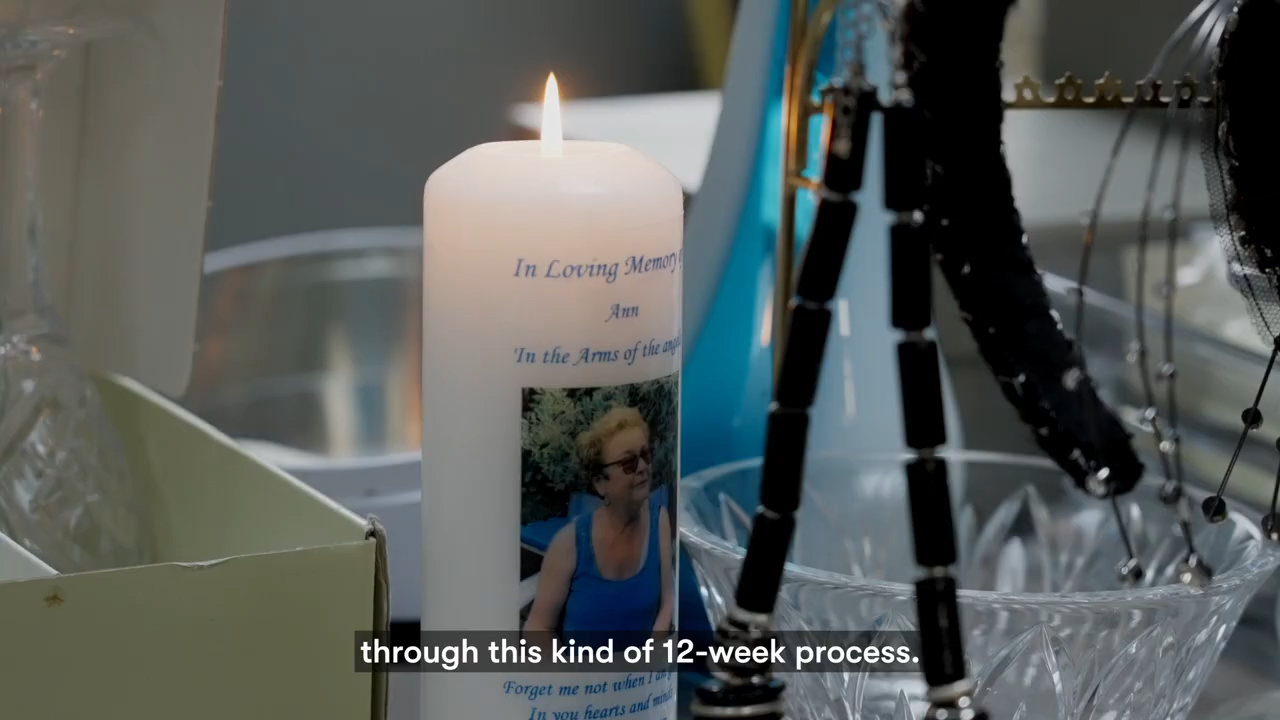 In Loving Memory
Ann
'In the Arms of the
Forget me not when I
In you hearts and
through this kind of 12-week process.